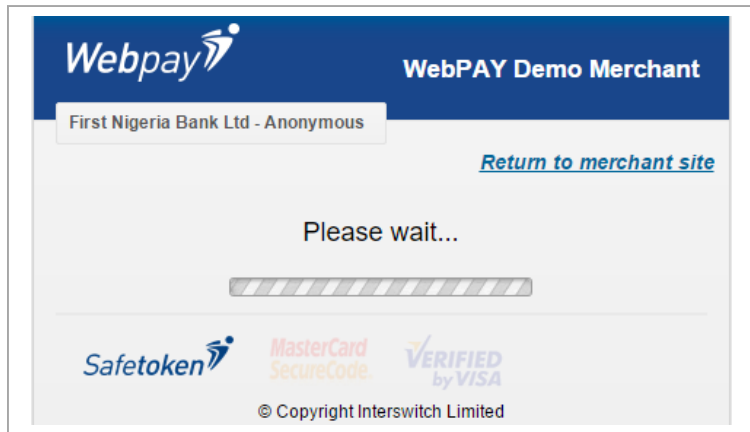 Webpay
WebPAY Demo Merchant
First Nigeria Bank Ltd - Anonymous
Return to merchant site
Please wait...
Safetoken
MasterCard
SecureCode.
VERIFIED
by VISA
© Copyright Interswitch Limited